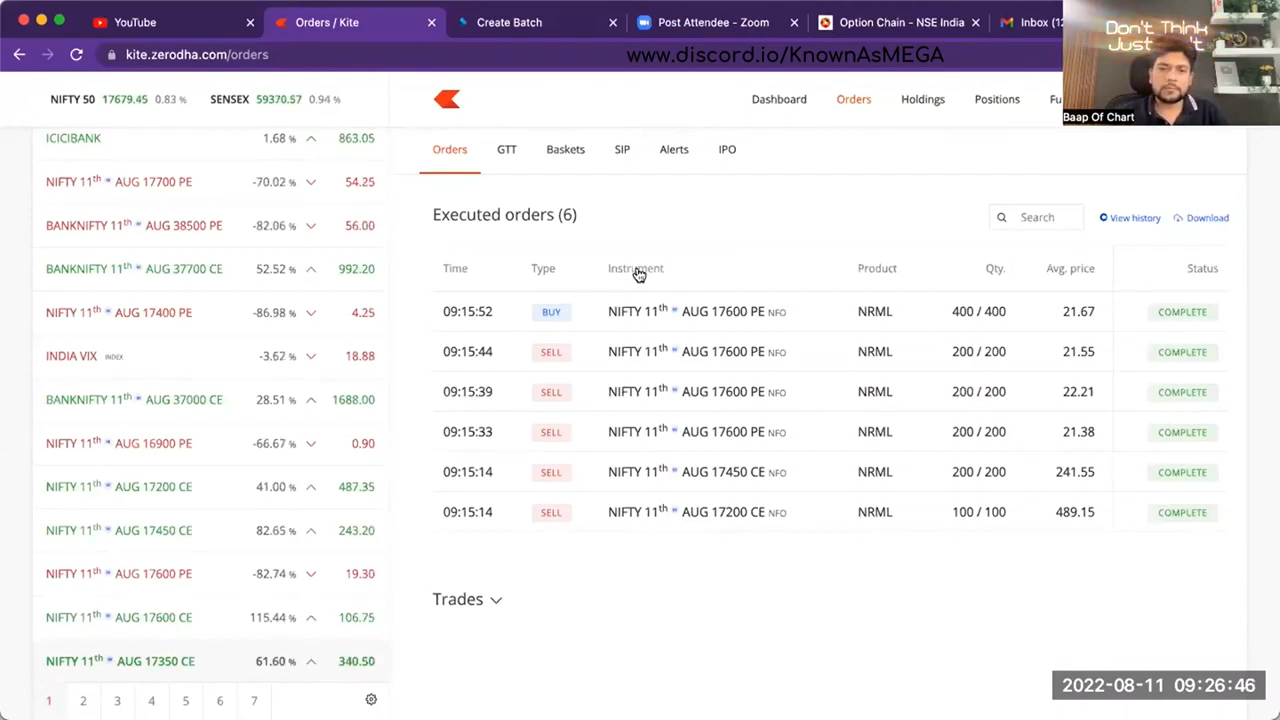 YouTube
Orders / Kite
Create Batch
Post Attendee - Zoom
Option Chain - NSE India
Inbox (12
kite.zerodha.com/orders
www.discord.io/KnownAsMEGA
Don't Think
Baap Of Chart
NIFTY 50 17679.45 0.83 %
SENSEX 59370.57 0.94 %
Dashboard
Orders
Holdings
Positions
Fu
ICICIBANK 1.68 % 863.05
NIFTY 11th w AUG 17700 PE -70.02 % 54.25
BANKNIFTY 11th w AUG 38500 PE -82.06 % 56.00
BANKNIFTY 11th w AUG 37700 CE 52.52 % 992.20
NIFTY 11th w AUG 17400 PE -86.98 % 4.25
INDIA VIX INDEX -3.62 % 18.88
BANKNIFTY 11th w AUG 37000 CE 28.51 % 1688.00
NIFTY 11th w AUG 16900 PE -66.67 % 0.90
NIFTY 11th w AUG 17200 CE 41.00 % 487.35
NIFTY 11th w AUG 17450 CE 82.65 % 243.20
NIFTY 11th w AUG 17600 PE -82.74 % 19.30
NIFTY 11th w AUG 17600 CE 115.44 % 106.75
NIFTY 11th w AUG 17350 CE 61.60 % 340.50
1 2 3 4 5 6 7
Orders GTT Baskets SIP Alerts IPO
Executed orders (6)
Search
View history
Download
Time Type Instrument Product Qty. Avg. price Status
09:15:52 BUY NIFTY 11th w AUG 17600 PE NFO NRML 400 / 400 21.67 COMPLETE
09:15:44 SELL NIFTY 11th w AUG 17600 PE NFO NRML 200 / 200 21.55 COMPLETE
09:15:39 SELL NIFTY 11th w AUG 17600 PE NFO NRML 200 / 200 22.21 COMPLETE
09:15:33 SELL NIFTY 11th w AUG 17600 PE NFO NRML 200 / 200 21.38 COMPLETE
09:15:14 SELL NIFTY 11th w AUG 17450 CE NFO NRML 200 / 200 241.55 COMPLETE
09:15:14 SELL NIFTY 11th w AUG 17200 CE NFO NRML 100 / 100 489.15 COMPLETE
Trades
2022-08-11 09:26:46